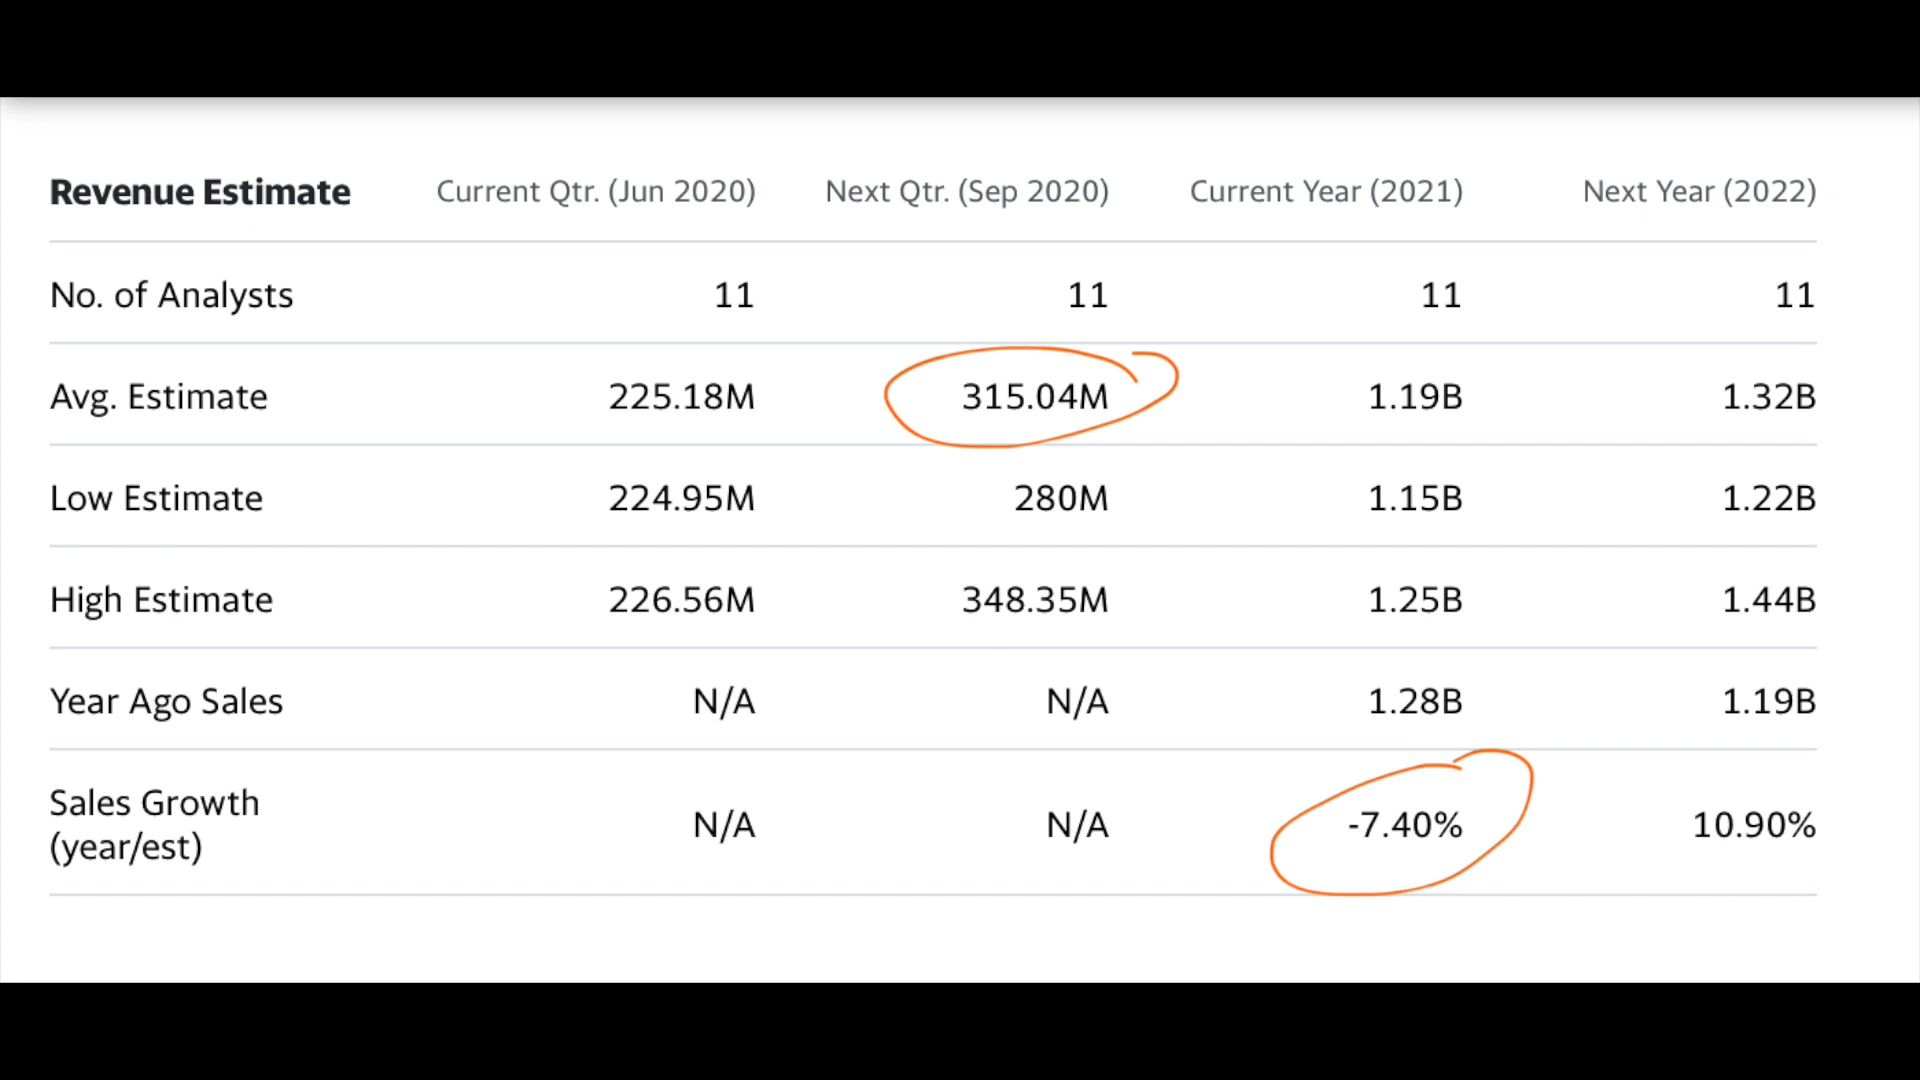 Revenue Estimate Current Qtr. (Jun 2020) Next Qtr. (Sep 2020) Current Year (2021) Next Year (2022)
No. of Analysts 11 11 11 11
Avg. Estimate 225.18M 315.04M 1.19B 1.32B
Low Estimate 224.95M 280M 1.15B 1.22B
High Estimate 226.56M 348.35M 1.25B 1.44B
Year Ago Sales N/A N/A 1.28B 1.19B
Sales Growth
(year/est) N/A N/A -7.40% 10.90%